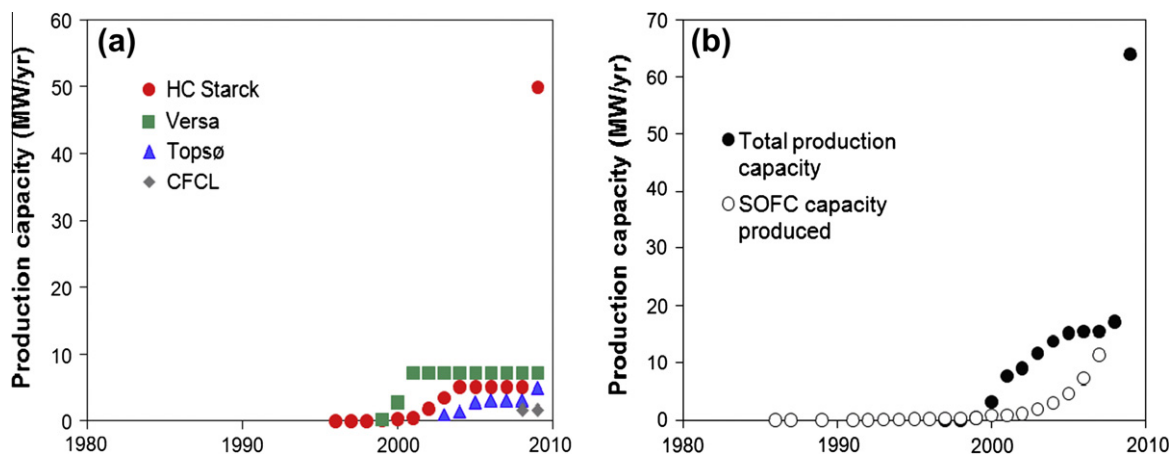 (a)
HC Starck
Versa
Topsø
CFCL
Production capacity (MW/yr)
60
50
40
30
20
10
0
1980
1990
2000
2010
(b)
Total production
capacity
SOFC capacity
produced
Production capacity (MW/yr)
70
60
50
40
30
20
10
0
1980
1990
2000
2010